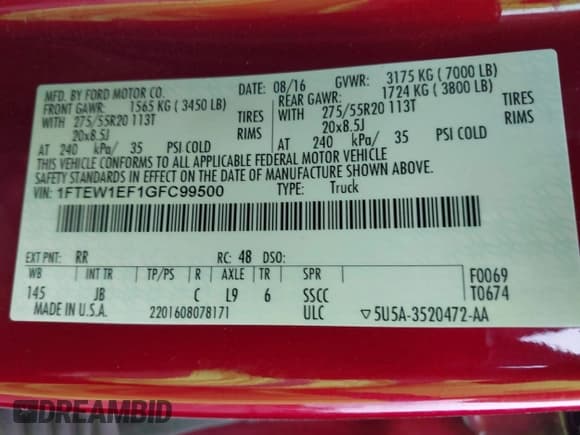 MFD. BY FORD MOTOR CO. DATE: 08/16 GVWR: 3175 KG ( 7000 LB)
FRONT GAWR: 1565 KG ( 3450 LB) REAR GAWR: 1724 KG ( 3800 LB)
WITH 275/55R20 113T TIRES WITH 275/55R20 113T TIRES
20x8.5J RIMS 20x8.5J RIMS
AT 240 kPa/ 35 PSI COLD AT 240 kPa/ 35 PSI COLD
THIS VEHICLE CONFORMS TO ALL APPLICABLE FEDERAL MOTOR VEHICLE
SAFETY STANDARDS IN EFFECT ON THE DATE OF MANUFACTURE SHOWN ABOVE.
VIN: 1FTEW1EF1GFC99500 TYPE: Truck
EXT PNT: RR RC: 48 DSO:
WB INT TR TP/PS R AXLE TR SPR F0069
145 JB C L9 6 SSCC T0674
MADE IN U.S.A. 2201608078171 ULC ▽5U5A-3520472-AA
DREAMBID